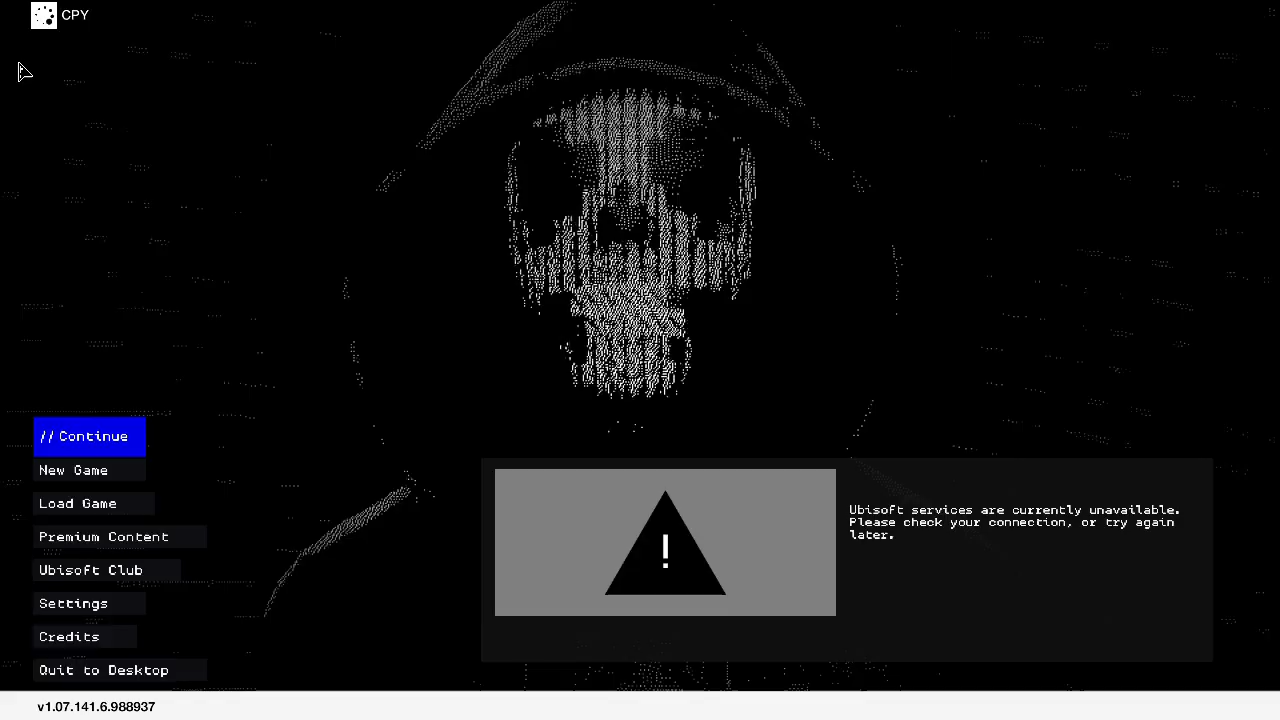 CPY
// Continue
New Game
Load Game
Premium Content
Ubisoft Club
Settings
Credits
Quit to Desktop
Ubisoft services are currently unavailable.
Please check your connection, or try again
later.
!
v1.07.141.6.988937